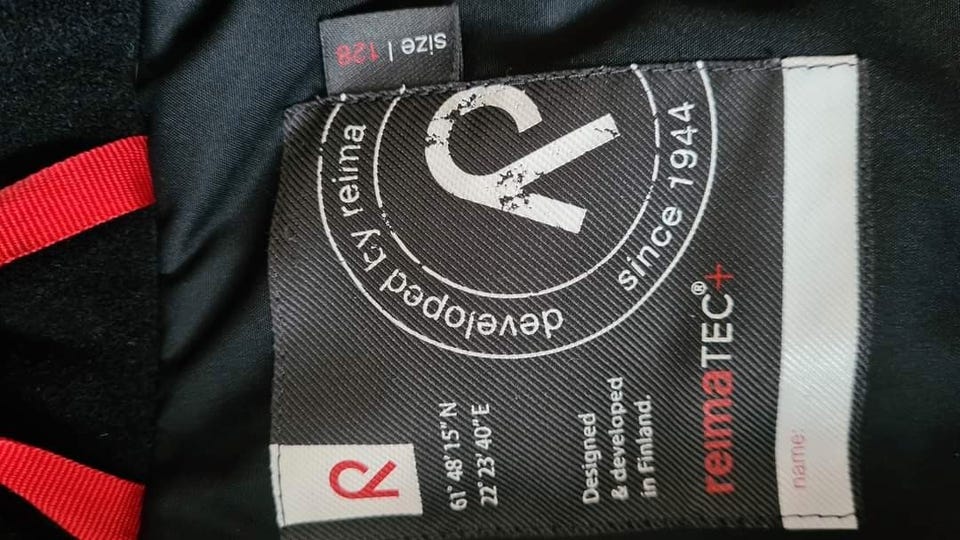 size | 128
developed by reima
since 1944
R
61°48'15"N
22°23'40"E
Designed
& developed
in Finland.
reimaTEC®+
name: